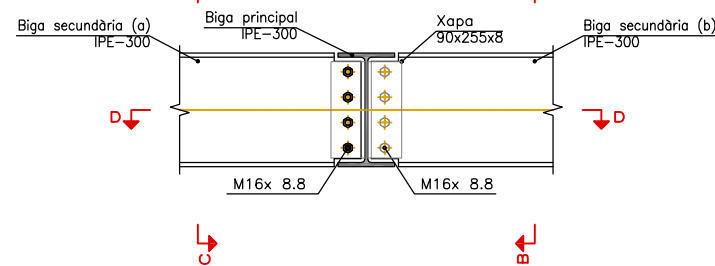 Biga secundària (a)
IPE-300
Biga principal
IPE-300
Xapa
90x255x8
Biga secundària (b)
IPE-300
D
D
M16x 8.8
M16x 8.8
C
B